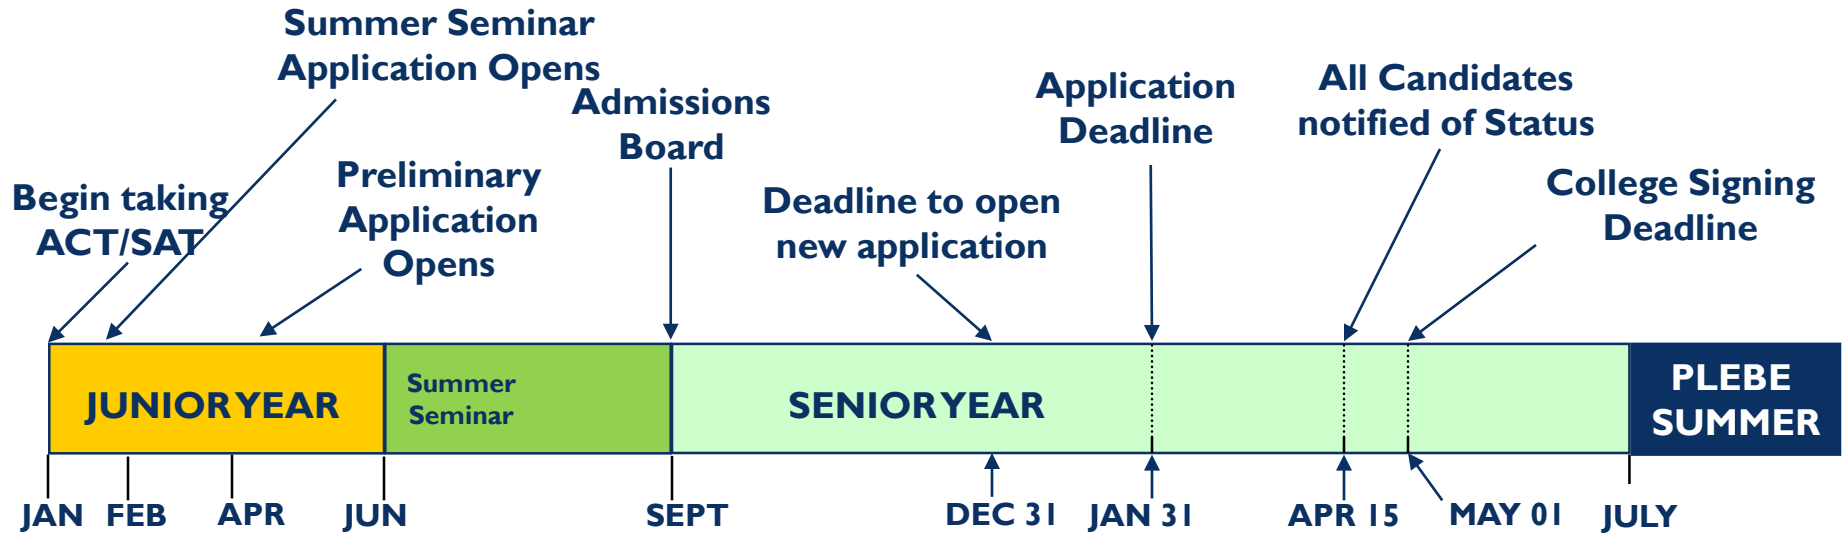 Summer Seminar
Application Opens
Admissions
Board
Application
Deadline
All Candidates
notified of Status
Begin taking
ACT/SAT
Preliminary
Application
Opens
Deadline to open
new application
College Signing
Deadline
JUNIOR YEAR
Summer
Seminar
SENIOR YEAR
PLEBE
SUMMER
JAN
FEB
APR
JUN
SEPT
DEC 31
JAN 31
APR 15
MAY 01
JULY